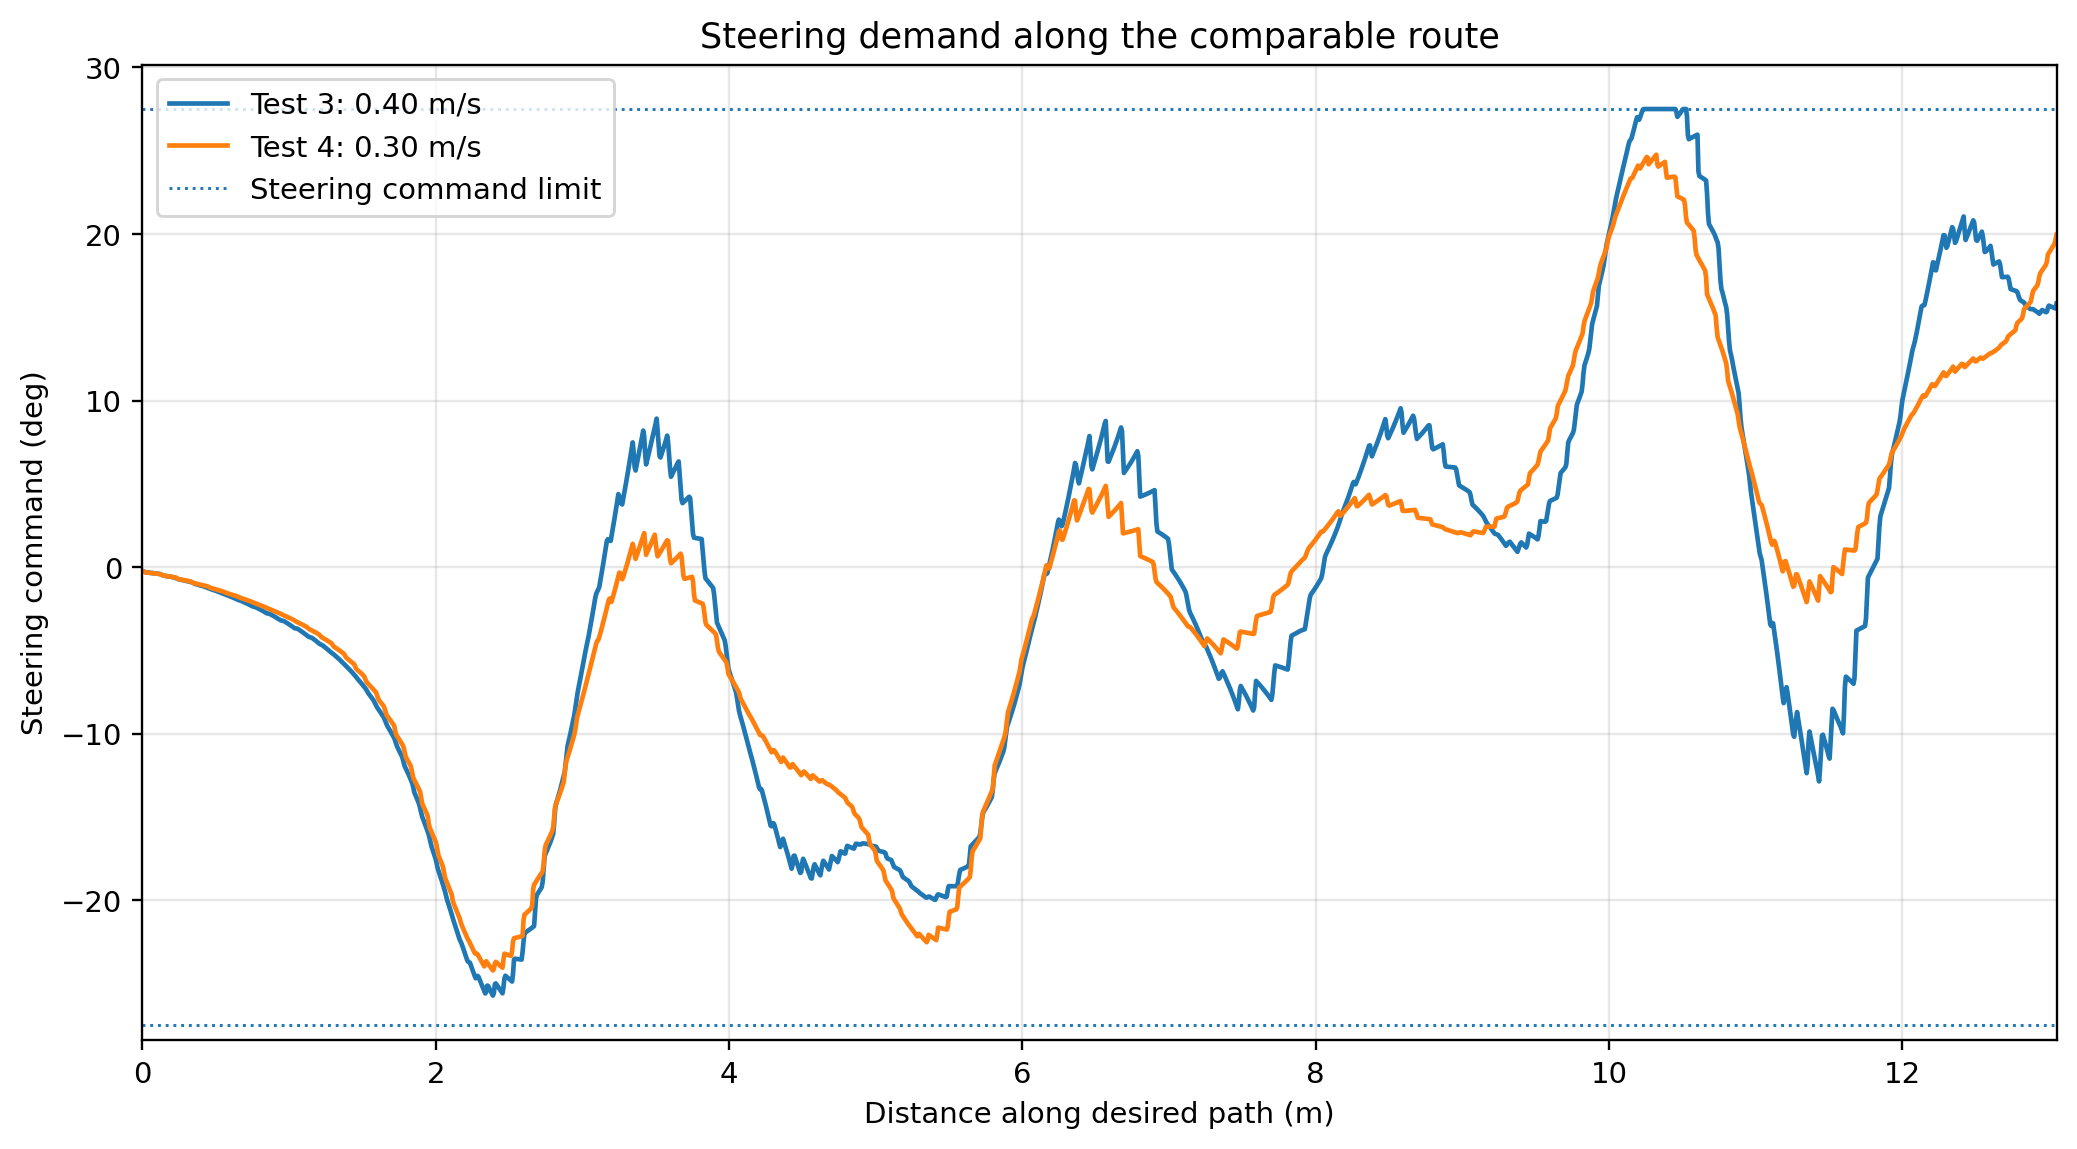 Steering demand along the comparable route
Test 3: 0.40 m/s
Test 4: 0.30 m/s
Steering command limit
30
20
10
0
−10
−20
Steering command (deg)
0 2 4 6 8 10 12
Distance along desired path (m)